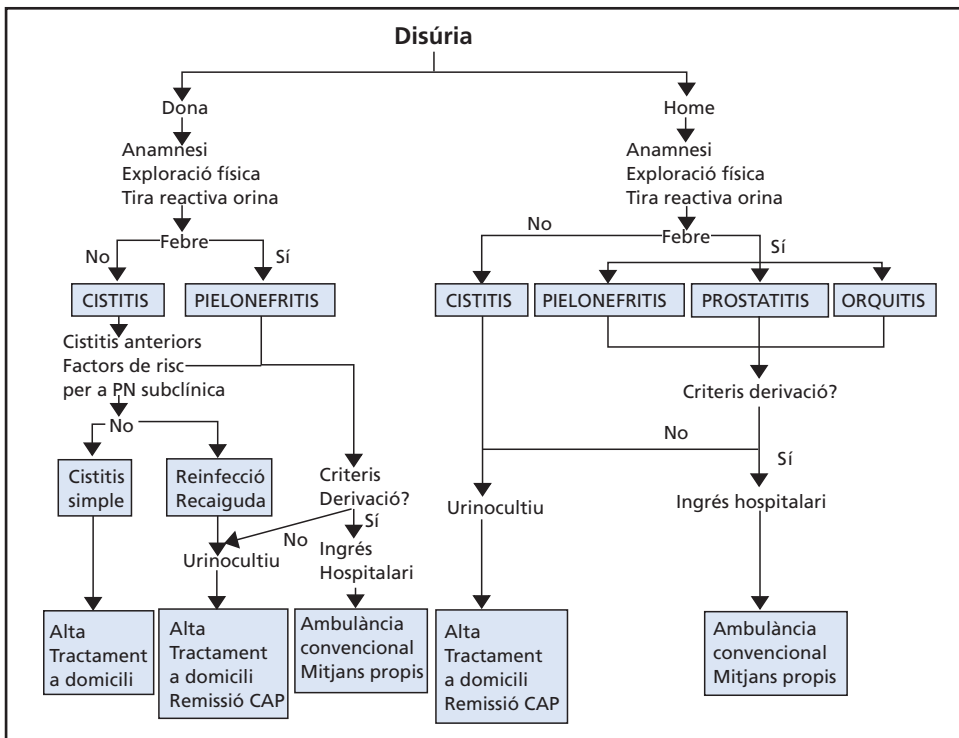 Disúria
Dona
Home
Anamnesi
Exploració física
Tira reactiva orina
Anamnesi
Exploració física
Tira reactiva orina
Febre
No
Sí
Febre
No
Sí
CISTITIS
PIELONEFRITIS
CISTITIS
PIELONEFRITIS
PROSTATITIS
ORQUITIS
Cistitis anteriors
Factors de risc
per a PN subclínica
No
Criteris derivació?
No
Sí
Cistitis
simple
Reinfecció
Recaiguda
Criteris
Derivació?
Sí
No
Urinocultiu
Ingrés
Hospitalari
Urinocultiu
Ingrés hospitalari
Alta
Tractament
a domicili
Alta
Tractament
a domicili
Remissió CAP
Ambulància
convencional
Mitjans propis
Alta
Tractament
a domicili
Remissió CAP
Ambulància
convencional
Mitjans propis